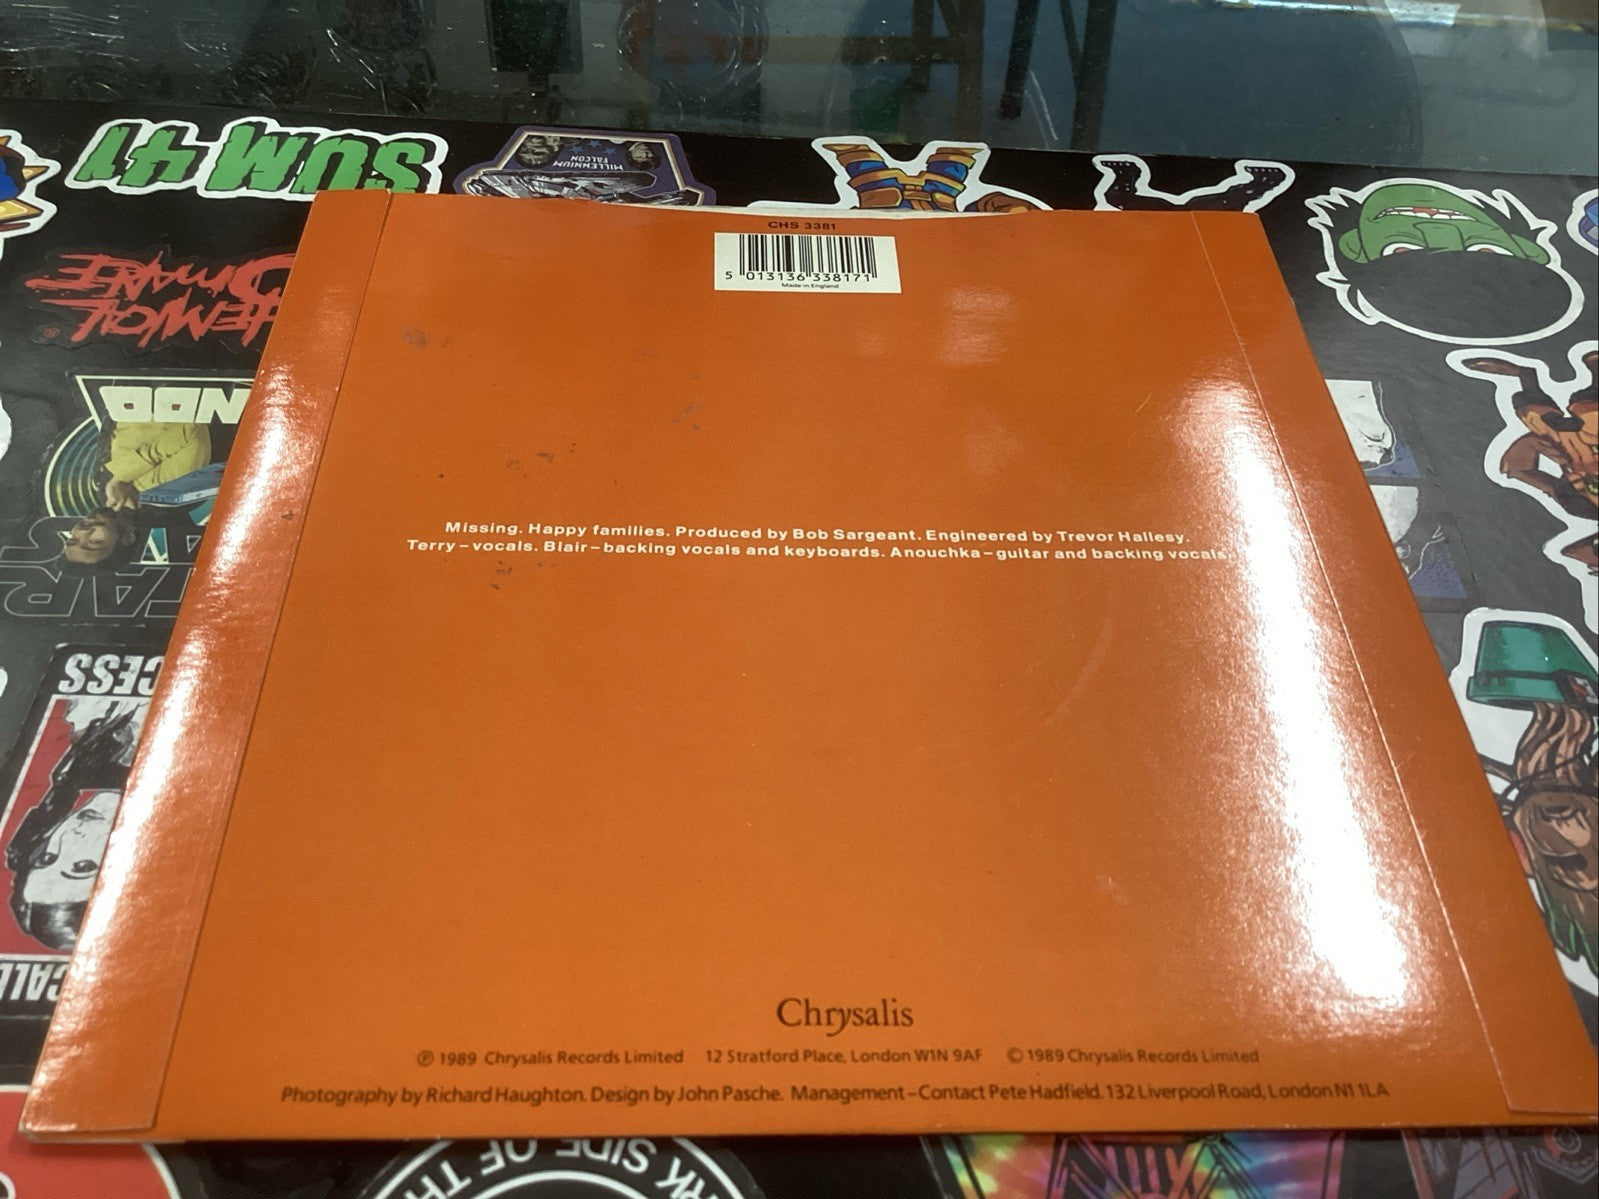 SUM 41
MILLENNIUM
FALCON
CHS 3381
5 013136 338171
Made in England
Missing. Happy families. Produced by Bob Sargeant. Engineered by Trevor Hallesy.
Terry–vocals. Blair–backing vocals and keyboards. Anouchka–guitar and backing vocals.
Chrysalis
℗ 1989 Chrysalis Records Limited 12 Stratford Place, London W1N 9AF © 1989 Chrysalis Records Limited
Photography by Richard Haughton. Design by John Pasche. Management–Contact Pete Hadfield. 132 Liverpool Road, London N1 1LA
SIDE OF TH